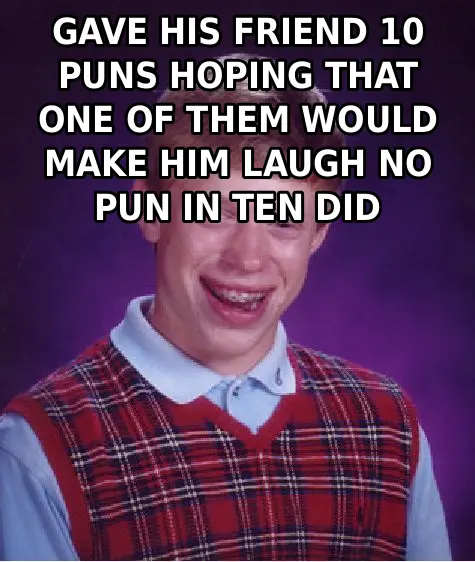 GAVE HIS FRIEND 10
PUNS HOPING THAT
ONE OF THEM WOULD
MAKE HIM LAUGH NO
PUN IN TEN DID